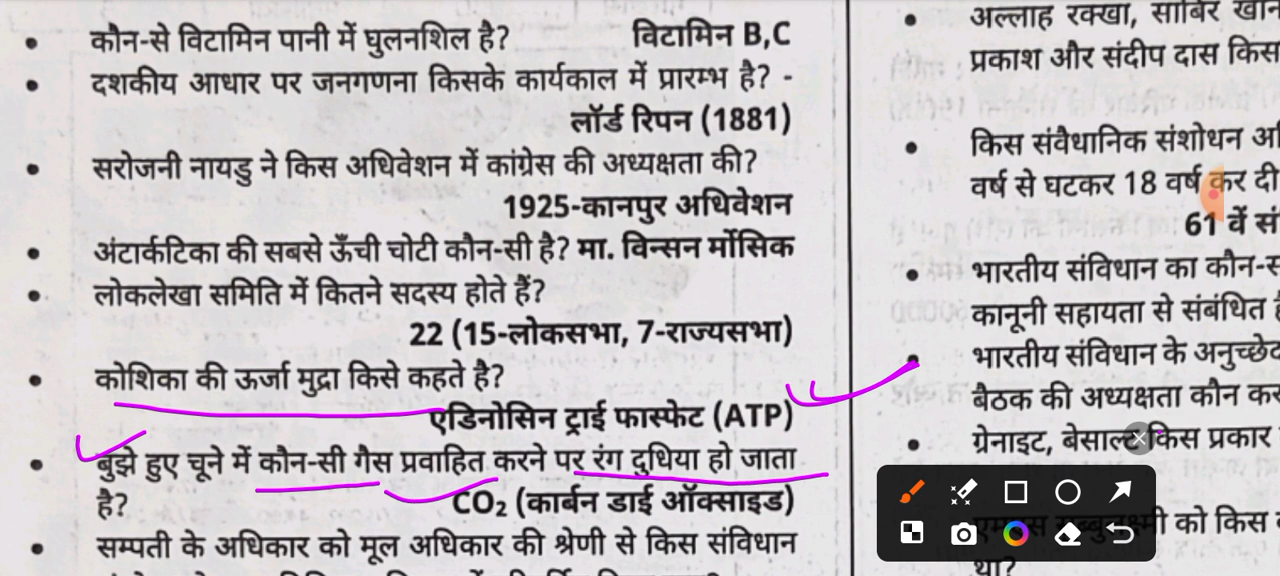 कौन-से विटामिन पानी में घुलनशिल है? विटामिन B,C
दशकीय आधार पर जनगणना किसके कार्यकाल में प्रारम्भ है? -
लॉर्ड रिपन (1881)
सरोजनी नायडु ने किस अधिवेशन में कांग्रेस की अध्यक्षता की?
1925-कानपुर अधिवेशन
अंटार्कटिका की सबसे ऊँची चोटी कौन-सी है? मा. विन्सन मोंसिक
लोकलेखा समिति में कितने सदस्य होते हैं?
22 (15-लोकसभा, 7-राज्यसभा)
कोशिका की ऊर्जा मुद्रा किसे कहते है?
एडिनोसिन ट्राई फास्फेट (ATP)
बुझे हुए चूने में कौन-सी गैस प्रवाहित करने पर रंग दुधिया हो जाता
है? CO₂ (कार्बन डाई ऑक्साइड)
सम्पती के अधिकार को मूल अधिकार की श्रेणी से किस संविधान
अल्लाह रक्खा, साबिर खान
प्रकाश और संदीप दास किस
किस संवैधानिक संशोधन
वर्ष से घटकर 18 वर्ष कर दी
61 वें
भारतीय संविधान का
कानूनी सहायता से संबंधित
भारतीय संविधान के अनुच्छेद
बैठक की अध्यक्षता कौन
ग्रेनाइट, बेसाल्ट किस प्रकार
को किस
था?